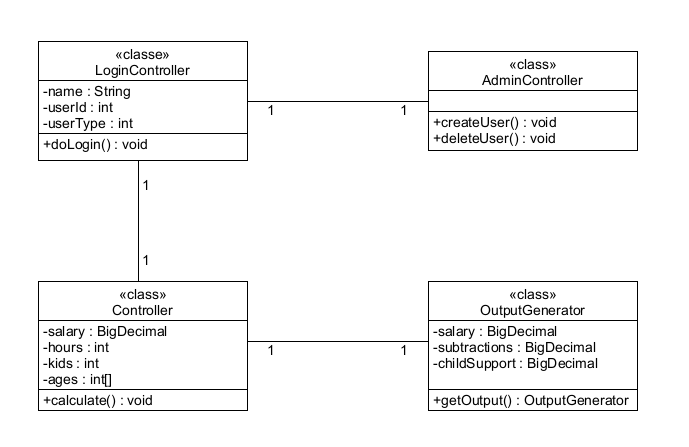 «classe»
LoginController
-name : String
-userId : int
-userType : int
+doLogin() : void
«class»
AdminController
+createUser() : void
+deleteUser() : void
1
1
1
1
«class»
Controller
-salary : BigDecimal
-hours : int
-kids : int
-ages : int[]
+calculate() : void
«class»
OutputGenerator
-salary : BigDecimal
-subtractions : BigDecimal
-childSupport : BigDecimal
+getOutput() : OutputGenerator
1
1